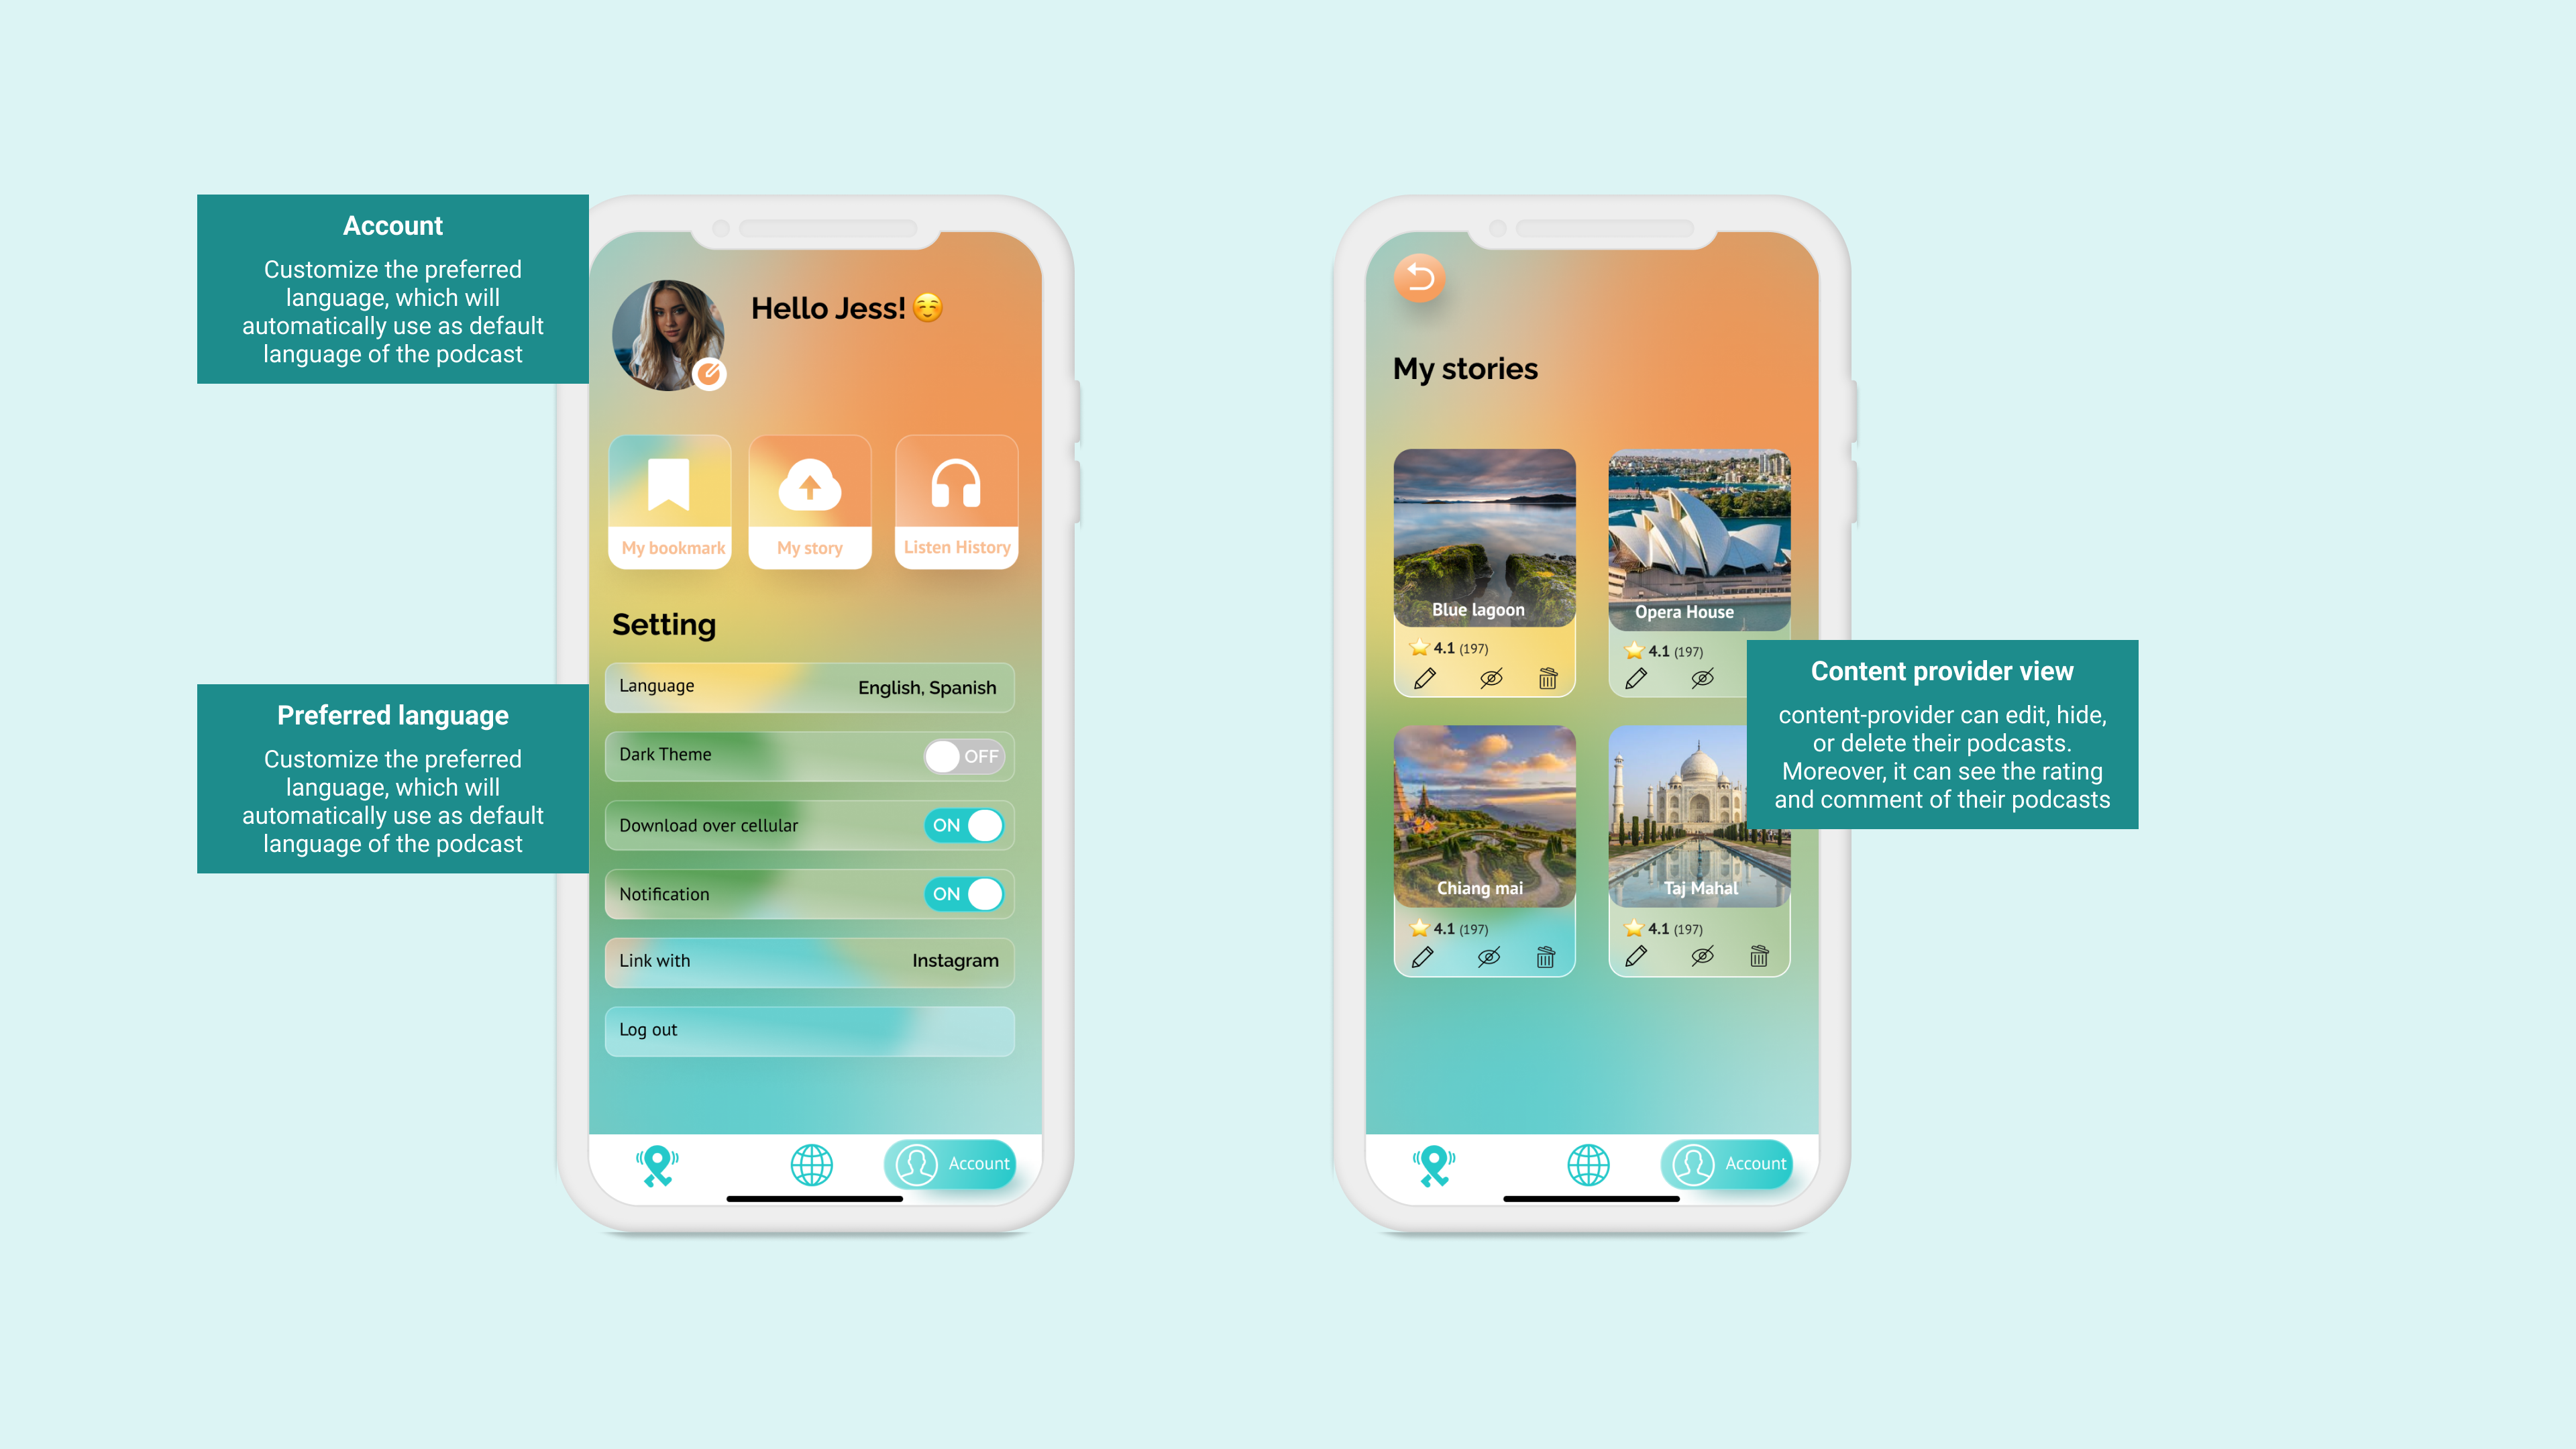 Account
Customize the preferred
language, which will
automatically use as default
language of the podcast
Preferred language
Customize the preferred
language, which will
automatically use as default
language of the podcast
Hello Jess!
My bookmark
My story
Listen History
Setting
Language
English, Spanish
Dark Theme
OFF
Download over cellular
ON
Notification
ON
Link with
Instagram
Log out
Account
My stories
Blue lagoon
4.1 (197)
Opera House
4.1 (197)
Chiang mai
4.1 (197)
Taj Mahal
4.1 (197)
Account
Content provider view
content-provider can edit, hide,
or delete their podcasts.
Moreover, it can see the rating
and comment of their podcasts